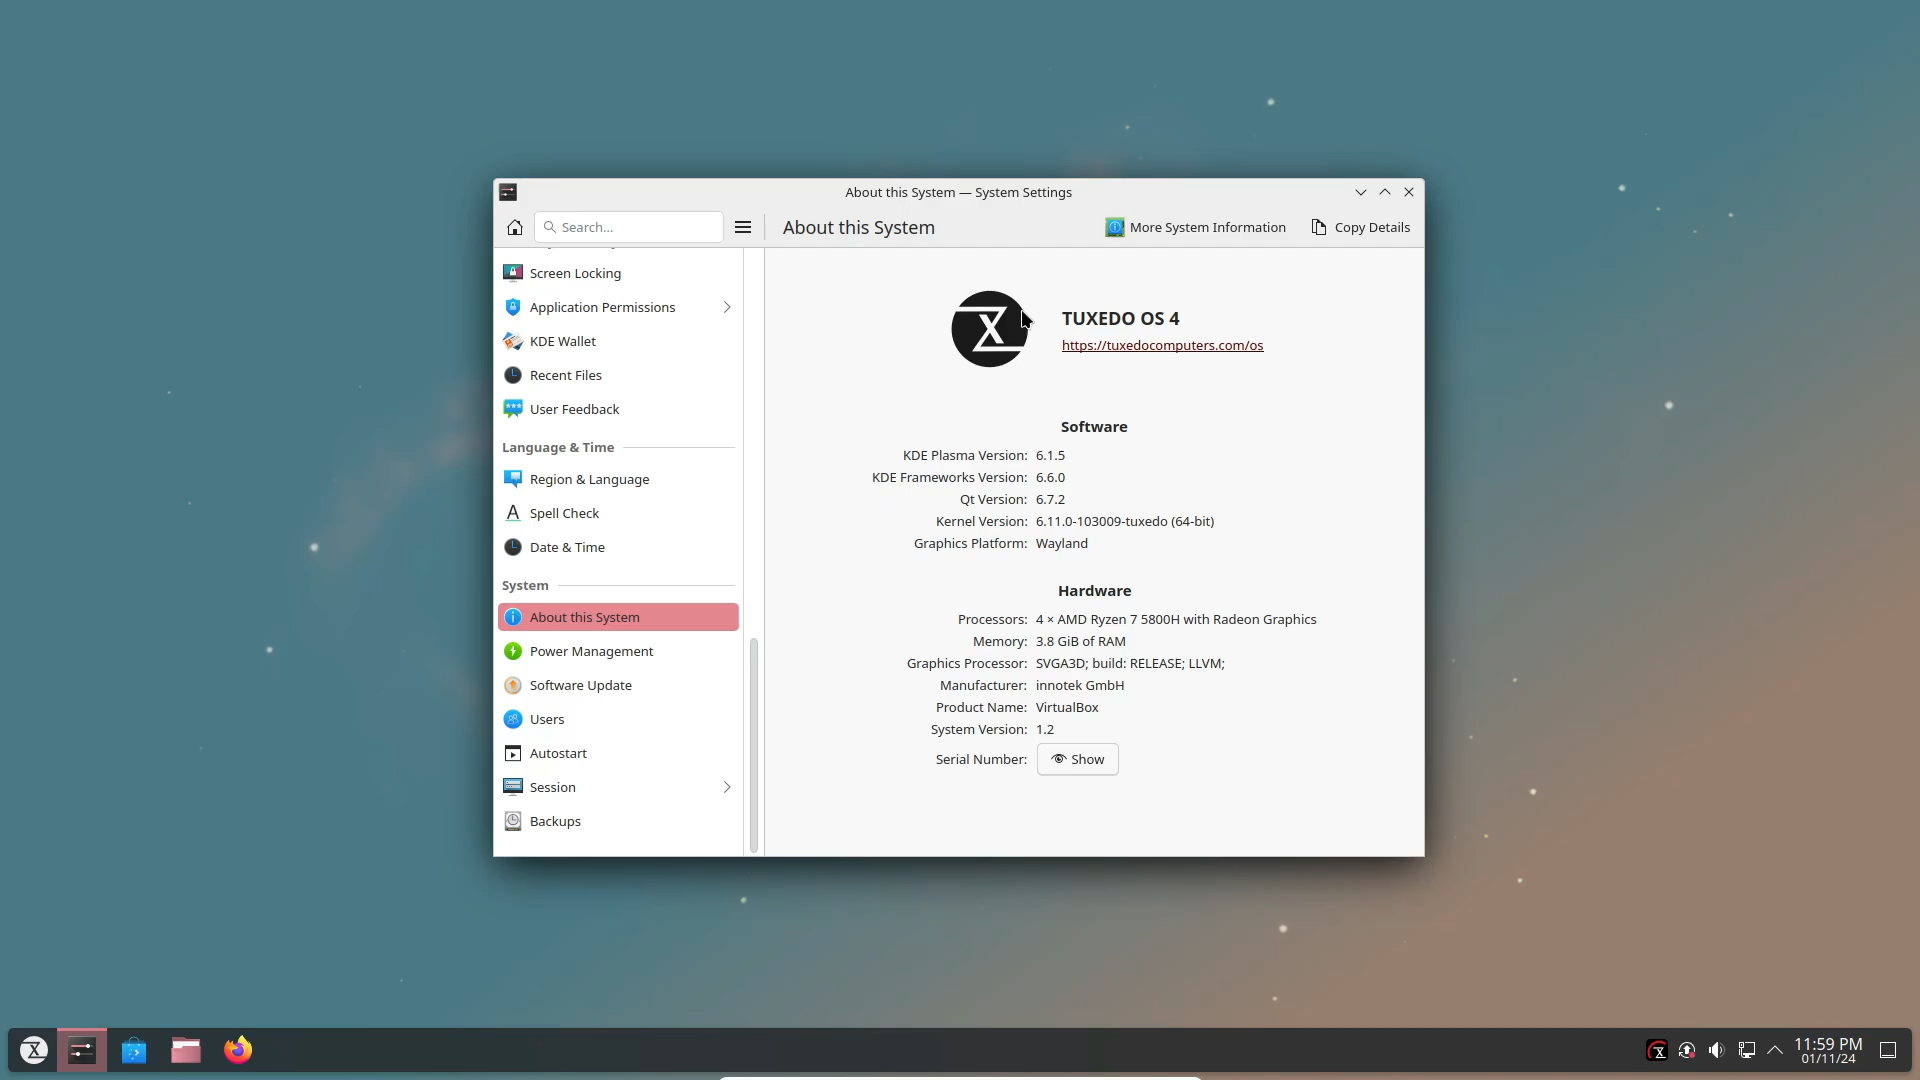 About this System — System Settings
Search...
About this System
More System Information
Copy Details
Screen Locking
Application Permissions
KDE Wallet
Recent Files
User Feedback
Language & Time
Region & Language
Spell Check
Date & Time
System
About this System
Power Management
Software Update
Users
Autostart
Session
Backups
TUXEDO OS 4
https://tuxedocomputers.com/os
Software
KDE Plasma Version: 6.1.5
KDE Frameworks Version: 6.6.0
Qt Version: 6.7.2
Kernel Version: 6.11.0-103009-tuxedo (64-bit)
Graphics Platform: Wayland
Hardware
Processors: 4 × AMD Ryzen 7 5800H with Radeon Graphics
Memory: 3.8 GiB of RAM
Graphics Processor: SVGA3D; build: RELEASE; LLVM;
Manufacturer: innotek GmbH
Product Name: VirtualBox
System Version: 1.2
Serial Number: Show
11:59 PM
01/11/24